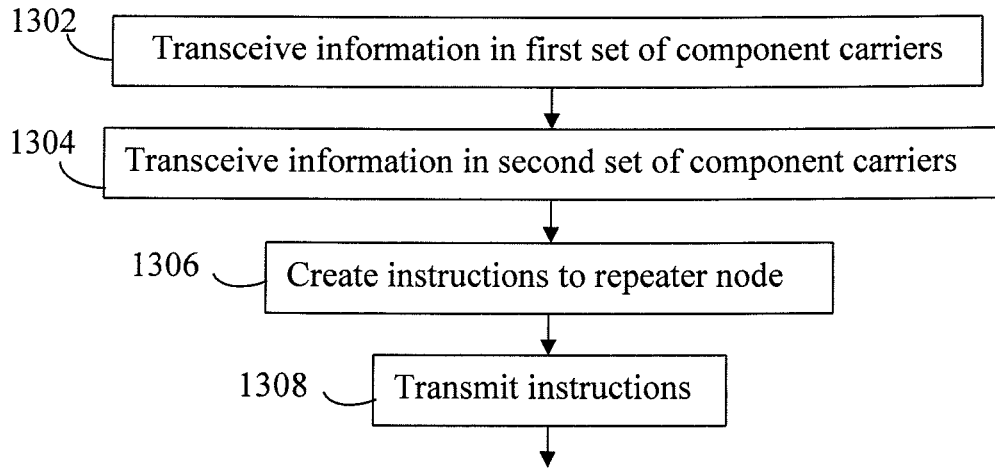 1302
Transceive information in first set of component carriers
1304
Transceive information in second set of component carriers
1306
Create instructions to repeater node
1308
Transmit instructions